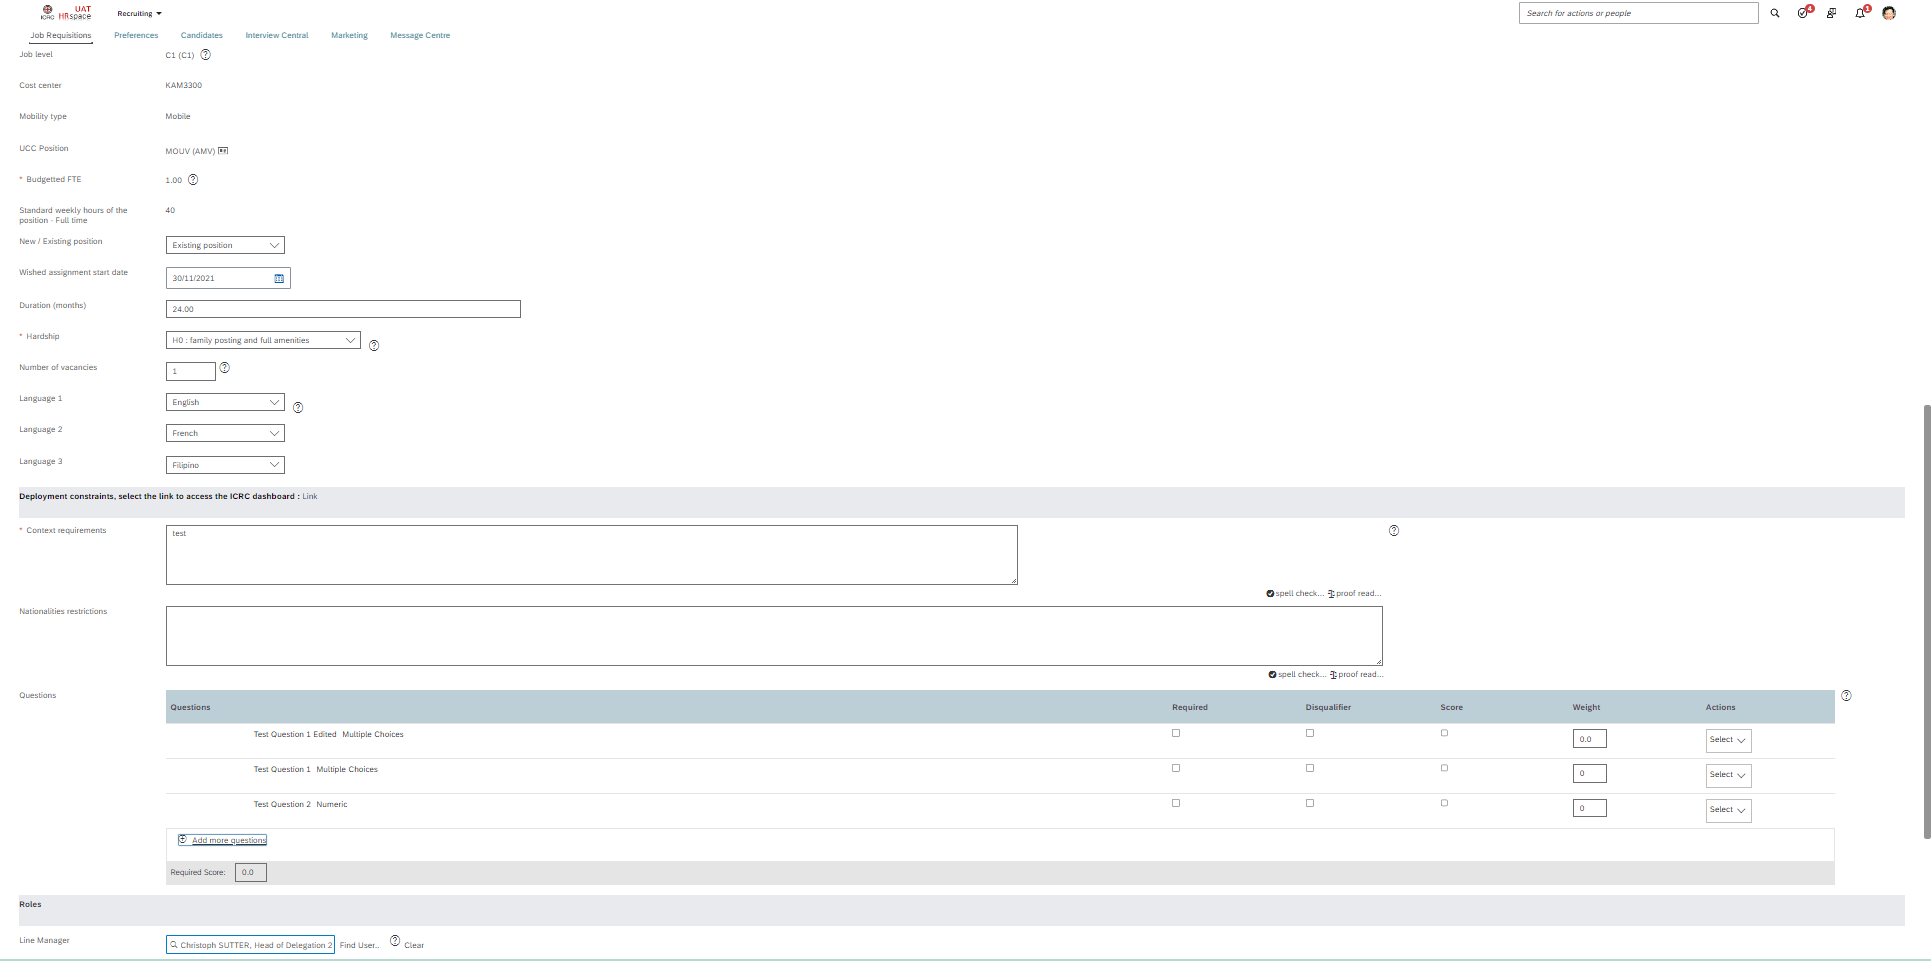 ICRC UAT HRspace
Recruiting
Search for actions or people
4
1
Job Requisitions Preferences Candidates Interview Central Marketing Message Centre
Job level C1 (C1) ?
Cost center KAM3300
Mobility type Mobile
UCC Position MOUV (AMV)
* Budgetted FTE 1.00 ?
Standard weekly hours of the 40
position - Full time
New / Existing position Existing position
Wished assignment start date 30/11/2021
Duration (months) 24.00
* Hardship H0 : family posting and full amenities ?
Number of vacancies 1 ?
Language 1 English ?
Language 2 French
Language 3 Filipino
Deployment constraints, select the link to access the ICRC dashboard : Link
* Context requirements test ?
spell check... proof read...
Nationalities restrictions
spell check... proof read...
Questions ?
Questions Required Disqualifier Score Weight Actions
Test Question 1 Edited Multiple Choices 0.0 Select
Test Question 1 Multiple Choices 0 Select
Test Question 2 Numeric 0 Select
Add more questions
Required Score: 0.0
Roles
Line Manager Christoph SUTTER, Head of Delegation 2 Find User.. ? Clear